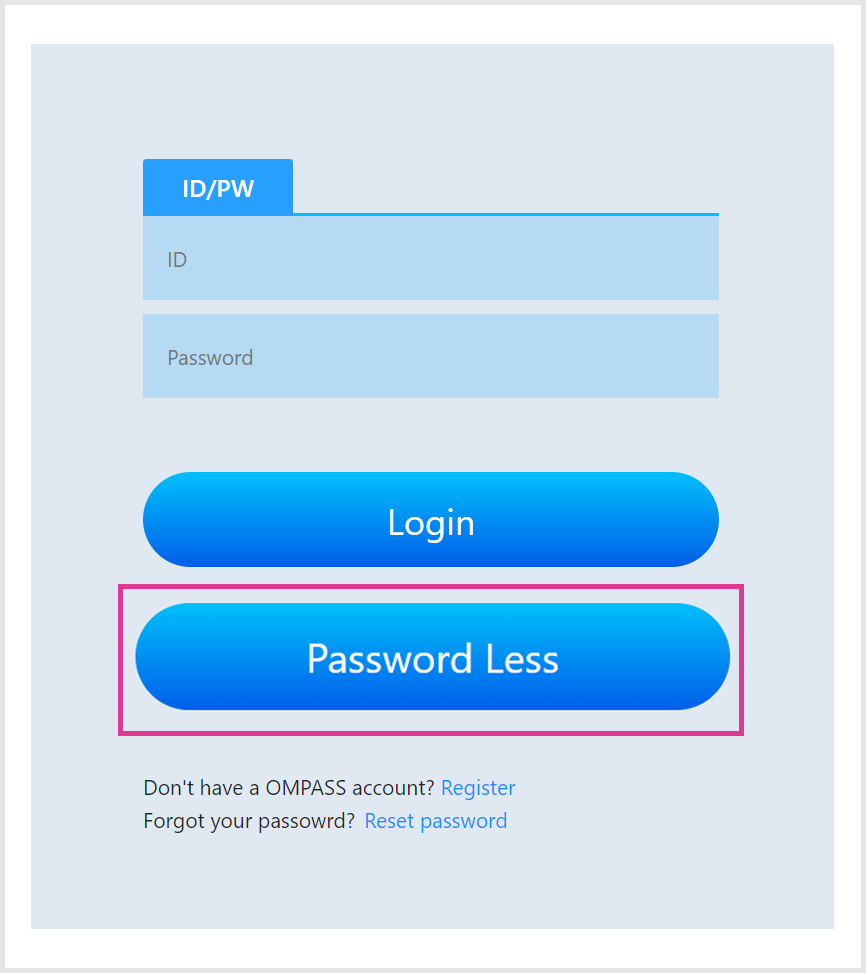 ID/PW
ID
Password
Login
Password Less
Don't have a OMPASS account? Register
Forgot your passowrd? Reset password